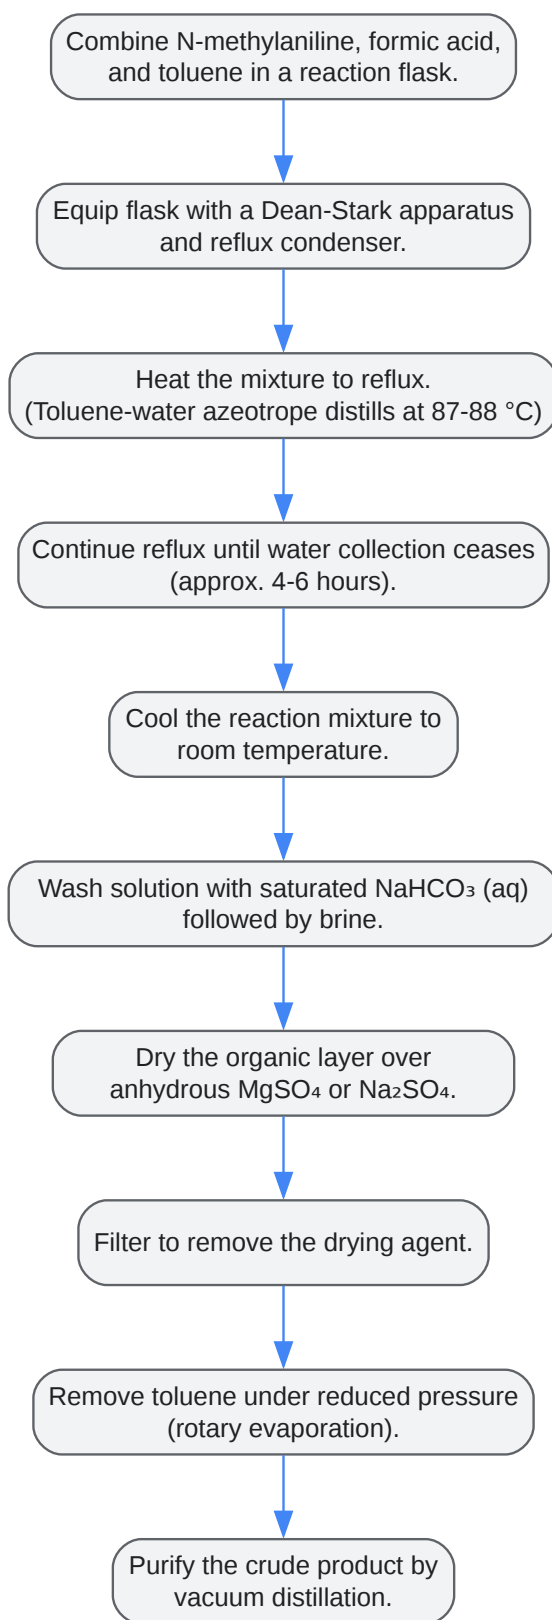 Combine N-methylaniline, formic acid,
and toluene in a reaction flask.
Equip flask with a Dean-Stark apparatus
and reflux condenser.
Heat the mixture to reflux.
(Toluene-water azeotrope distills at 87-88 °C)
Continue reflux until water collection ceases
(approx. 4-6 hours).
Cool the reaction mixture to
room temperature.
Wash solution with saturated NaHCO₃ (aq)
followed by brine.
Dry the organic layer over
anhydrous MgSO₄ or Na₂SO₄.
Filter to remove the drying agent.
Remove toluene under reduced pressure
(rotary evaporation).
Purify the crude product by
vacuum distillation.